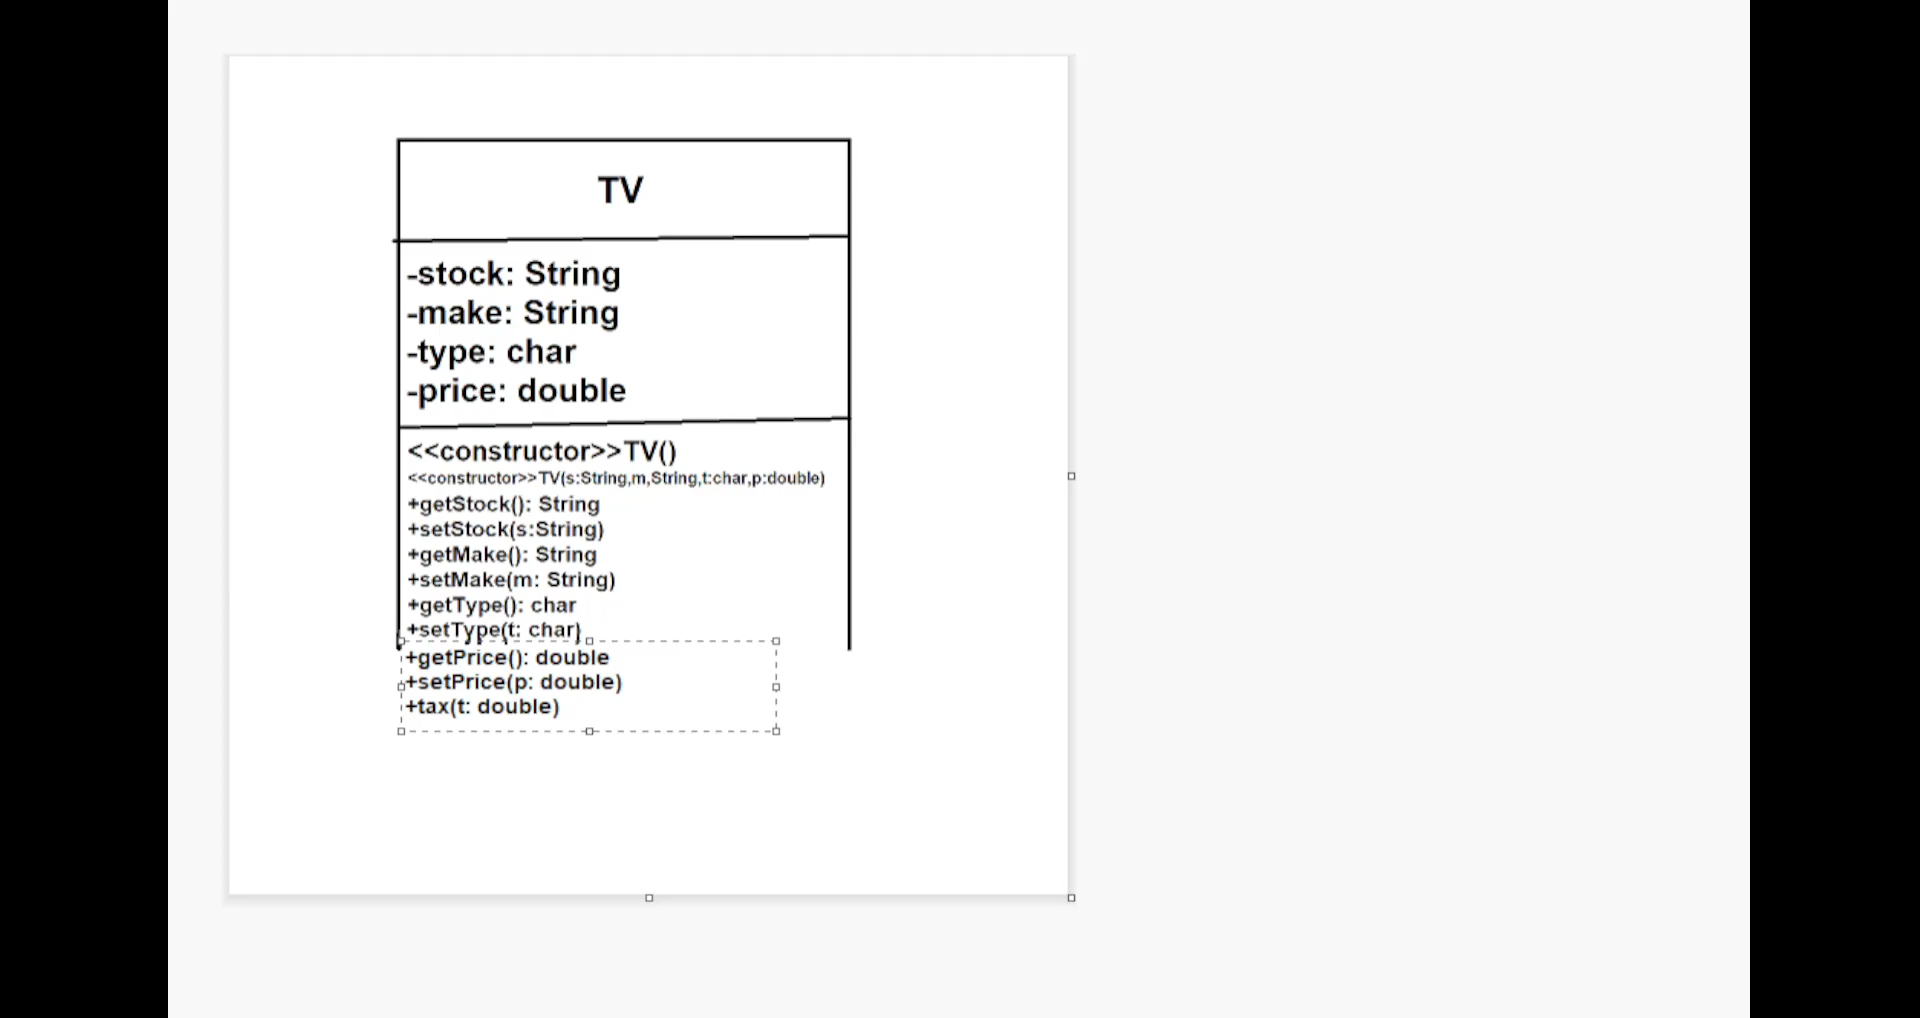 TV
-stock: String
-make: String
-type: char
-price: double
<<constructor>>TV()
<<constructor>>TV(s:String,m,String,t:char,p:double)
+getStock(): String
+setStock(s:String)
+getMake(): String
+setMake(m: String)
+getType(): char
+setType(t: char)
+getPrice(): double
+setPrice(p: double)
+tax(t: double)